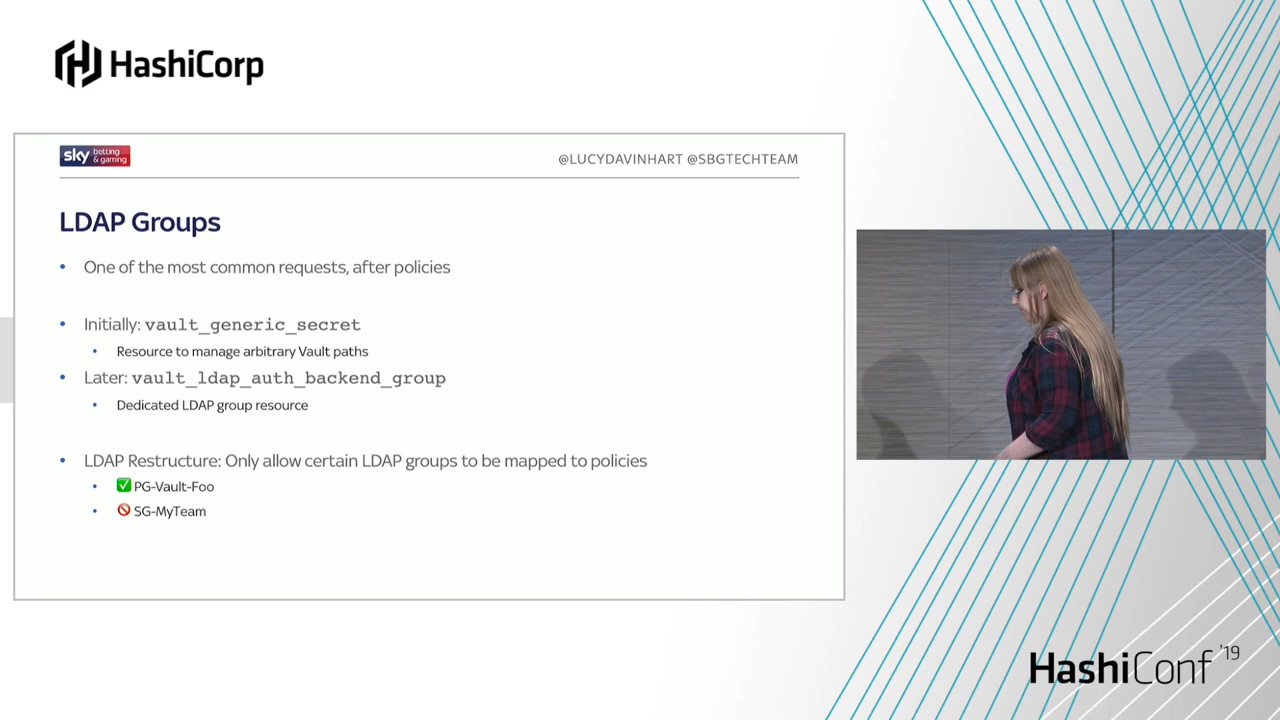 HashiCorp
sky betting & gaming
@LUCYDAVINHART @SBGTECHTEAM
LDAP Groups
• One of the most common requests, after policies
• Initially: vault_generic_secret
• Resource to manage arbitrary Vault paths
• Later: vault_ldap_auth_backend_group
• Dedicated LDAP group resource
• LDAP Restructure: Only allow certain LDAP groups to be mapped to policies
• ✅ PG-Vault-Foo
• 🚫 SG-MyTeam
HashiConf '19